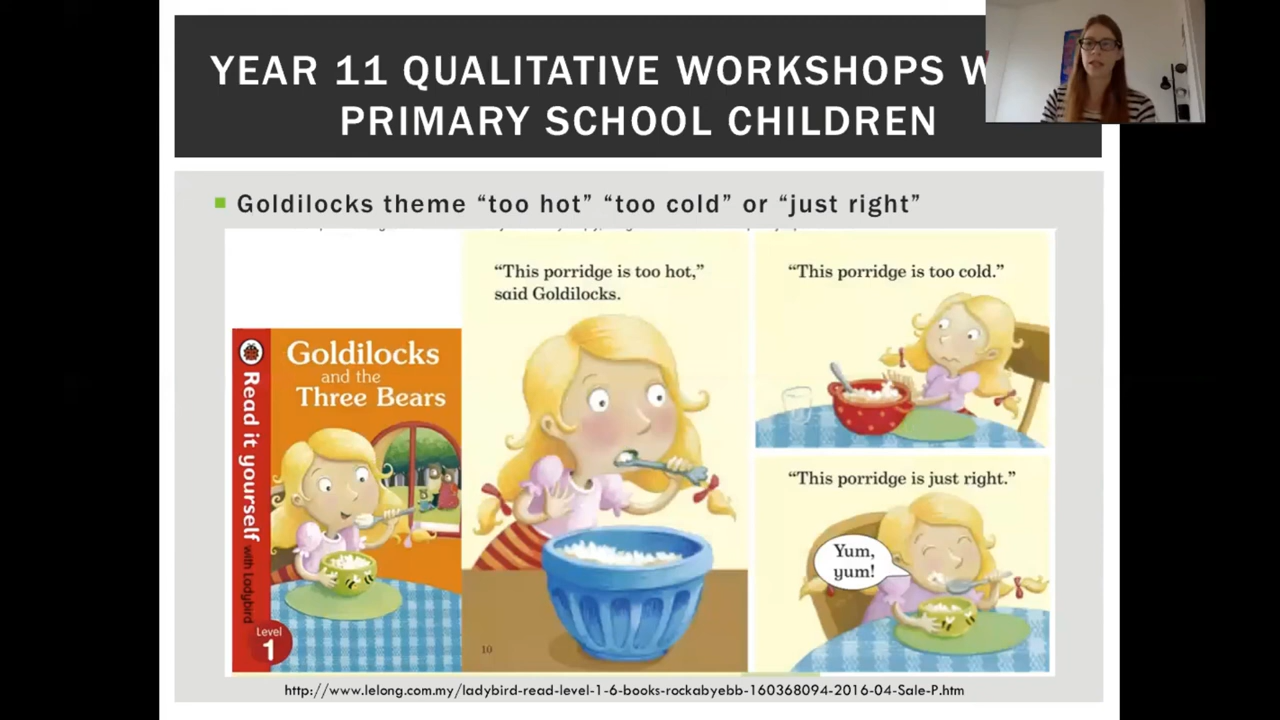 YEAR 11 QUALITATIVE WORKSHOPS
PRIMARY SCHOOL CHILDREN
Goldilocks theme “too hot” “too cold” or “just right”
Read it yourself with Ladybird
Goldilocks
and the
Three Bears
Level
1
“This porridge is too hot,”
said Goldilocks.
10
“This porridge is too cold.”
“This porridge is just right.”
Yum,
yum!
http://www.lelong.com.my/ladybird-read-level-1-6-books-rockabyebb-160368094-2016-04-Sale-P.htm